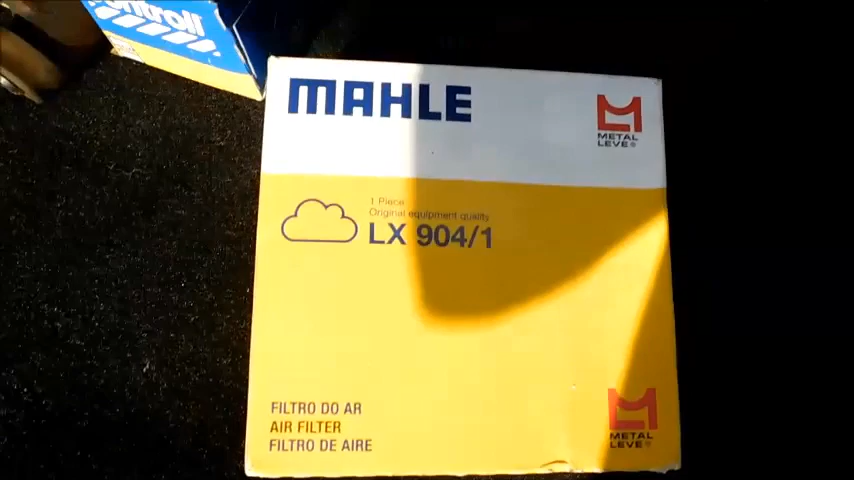 ontroll
MAHLE
METAL
LEVE®
1 Piece
Original equipment quality
LX 904/1
FILTRO DO AR
AIR FILTER
FILTRO DE AIRE
METAL
LEVE®